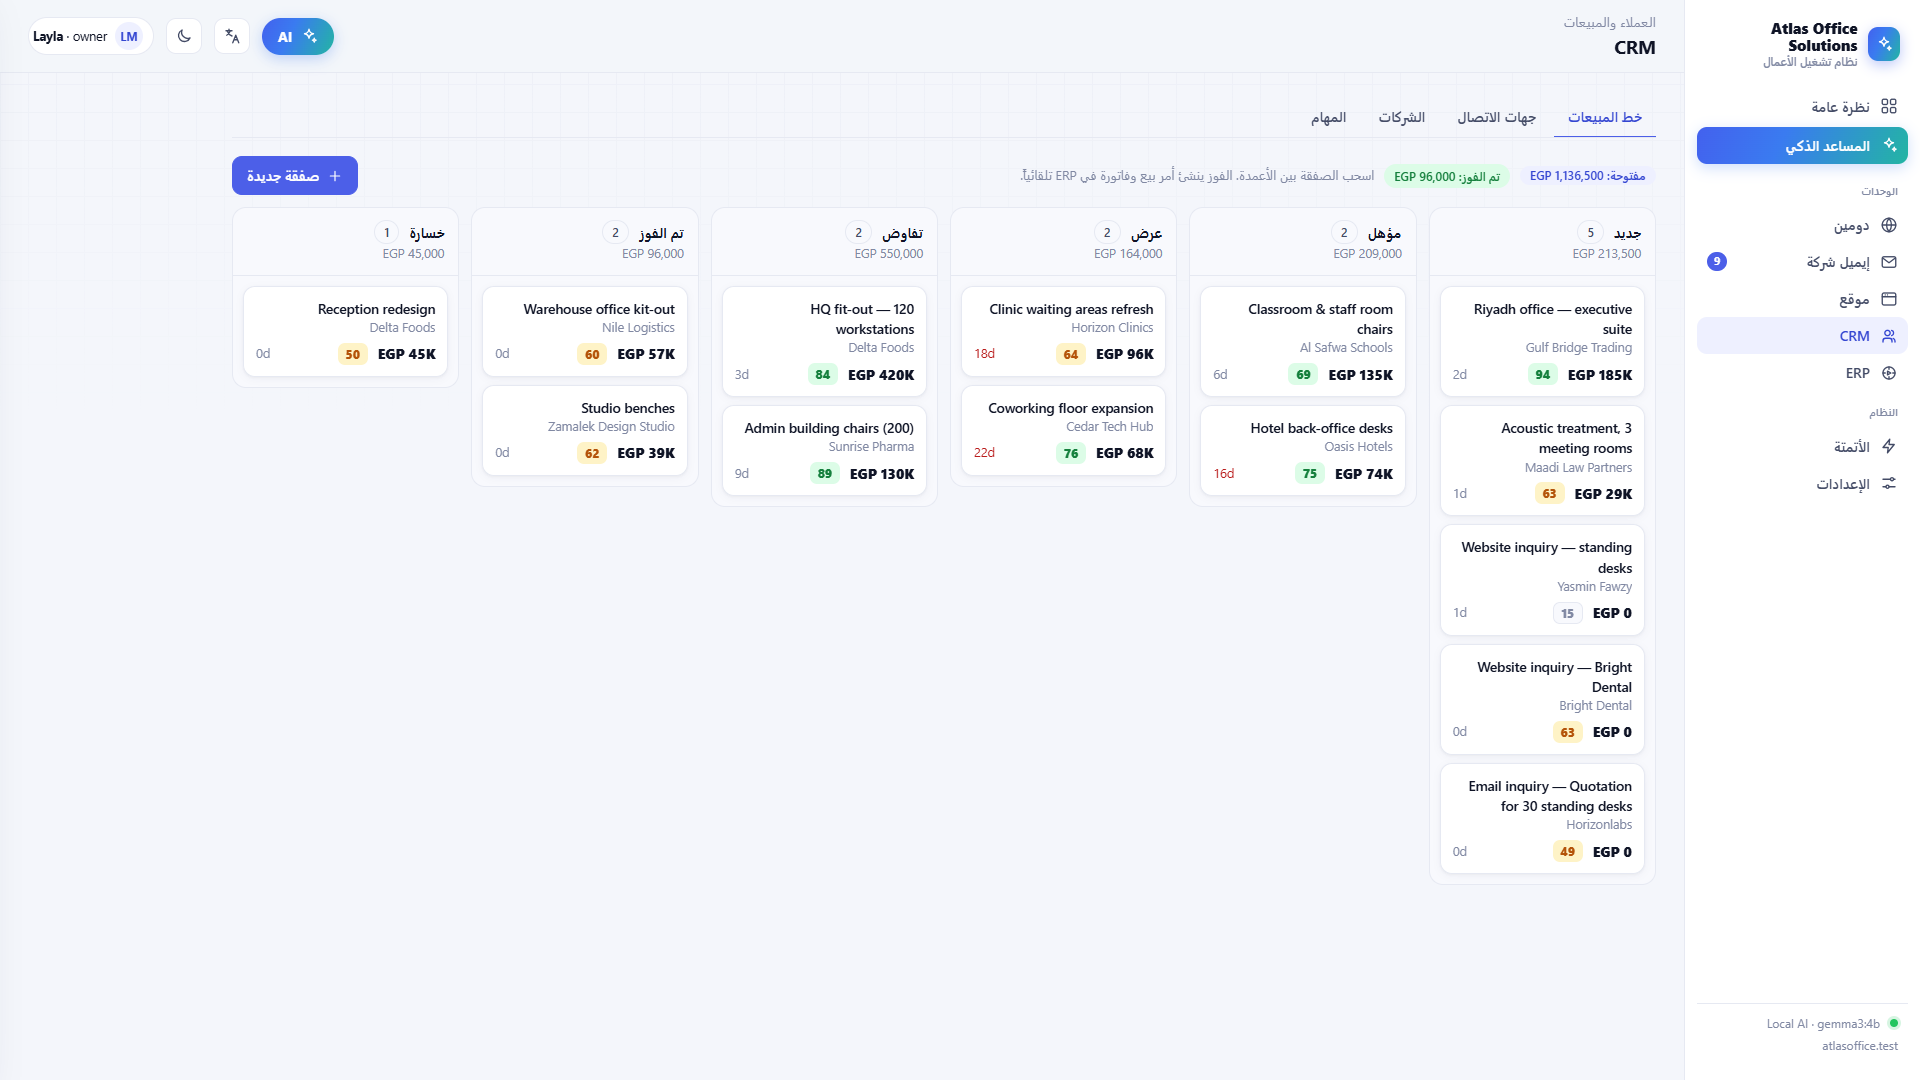 Atlas Office
Solutions
نظام تشغيل الأعمال
نظرة عامة
المساعد الذكي
الوحدات
دومين
إيميل شركة
9
موقع
CRM
ERP
النظام
الأتمتة
الإعدادات
Local AI · gemma3:4b
atlasoffice.test
العملاء والمبيعات
CRM
AI
LM
Layla · owner
خط المبيعات
جهات الاتصال
الشركات
المهام
مفتوحة: EGP 1,136,500
تم الفوز: EGP 96,000
اسحب الصفقة بين الأعمدة. الفوز ينشئ أمر بيع وفاتورة في ERP تلقائياً.
صفقة جديدة
جديد 5
EGP 213,500
Riyadh office — executive
suite
Gulf Bridge Trading
EGP 185K 94 2d
Acoustic treatment, 3
meeting rooms
Maadi Law Partners
EGP 29K 63 1d
Website inquiry — standing
desks
Yasmin Fawzy
EGP 0 15 1d
Website inquiry — Bright
Dental
Bright Dental
EGP 0 63 0d
Email inquiry — Quotation
for 30 standing desks
Horizonlabs
EGP 0 49 0d
مؤهل 2
EGP 209,000
Classroom & staff room
chairs
Al Safwa Schools
EGP 135K 69 6d
Hotel back-office desks
Oasis Hotels
EGP 74K 75 16d
عرض 2
EGP 164,000
Clinic waiting areas refresh
Horizon Clinics
EGP 96K 64 18d
Coworking floor expansion
Cedar Tech Hub
EGP 68K 76 22d
تفاوض 2
EGP 550,000
HQ fit-out — 120
workstations
Delta Foods
EGP 420K 84 3d
Admin building chairs (200)
Sunrise Pharma
EGP 130K 89 9d
تم الفوز 2
EGP 96,000
Warehouse office kit-out
Nile Logistics
EGP 57K 60 0d
Studio benches
Zamalek Design Studio
EGP 39K 62 0d
خسارة 1
EGP 45,000
Reception redesign
Delta Foods
EGP 45K 50 0d